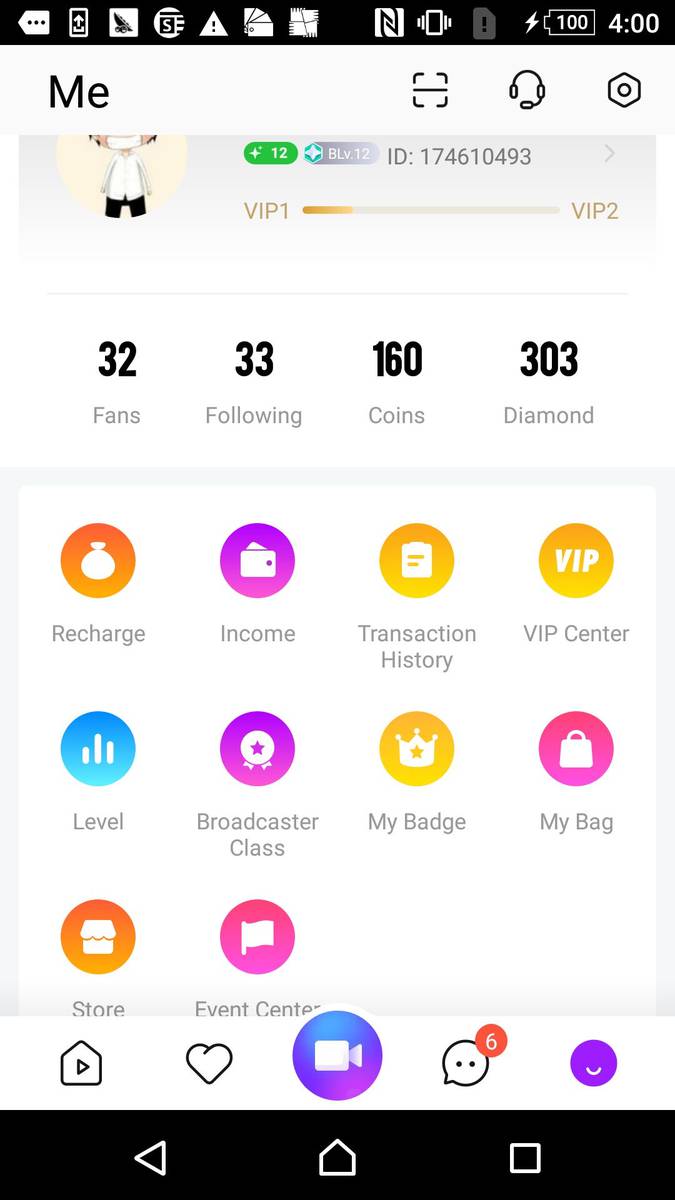 100 4:00
Me
12 BLv.12 ID: 174610493
VIP1 VIP2
32 33 160 303
Fans Following Coins Diamond
VIP
Recharge Income Transaction History VIP Center
Level Broadcaster Class My Badge My Bag
Store Event Center
6